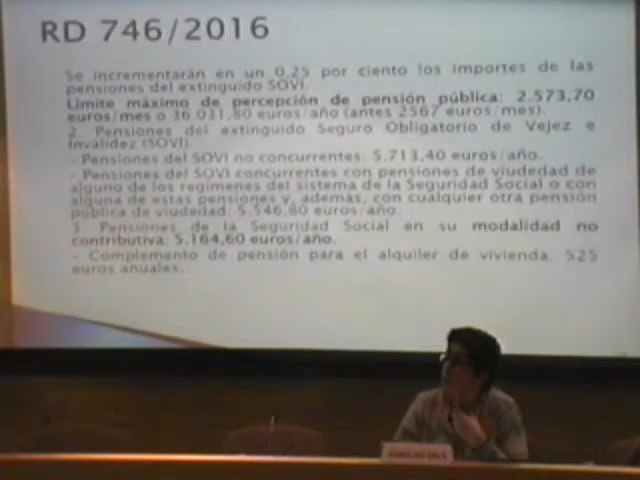 RD 746/2016
Se incrementarán en un 0,25 por ciento los importes de las
pensiones del extinguido SOVI.
Límite máximo de percepción de pensión pública: 2.573,70
euros/mes o 36 031,80 euros/año (antes 2567 euros/mes).
2. Pensiones del extinguido Seguro Obligatorio de Vejez e
Invalidez (SOVI).
- Pensiones del SOVI no concurrentes: 5.713,40 euros/año.
- Pensiones del SOVI concurrentes con pensiones de viudedad de
alguno de los regímenes del sistema de la Seguridad Social o con
alguna de estas pensiones y, además, con cualquier otra pensión
pública de viudedad: 5.546,80 euros/año.
3. Pensiones de la Seguridad Social en su modalidad no
contributiva: 5.164,60 euros/año.
- Complemento de pensión para el alquiler de vivienda: 525
euros anuales.